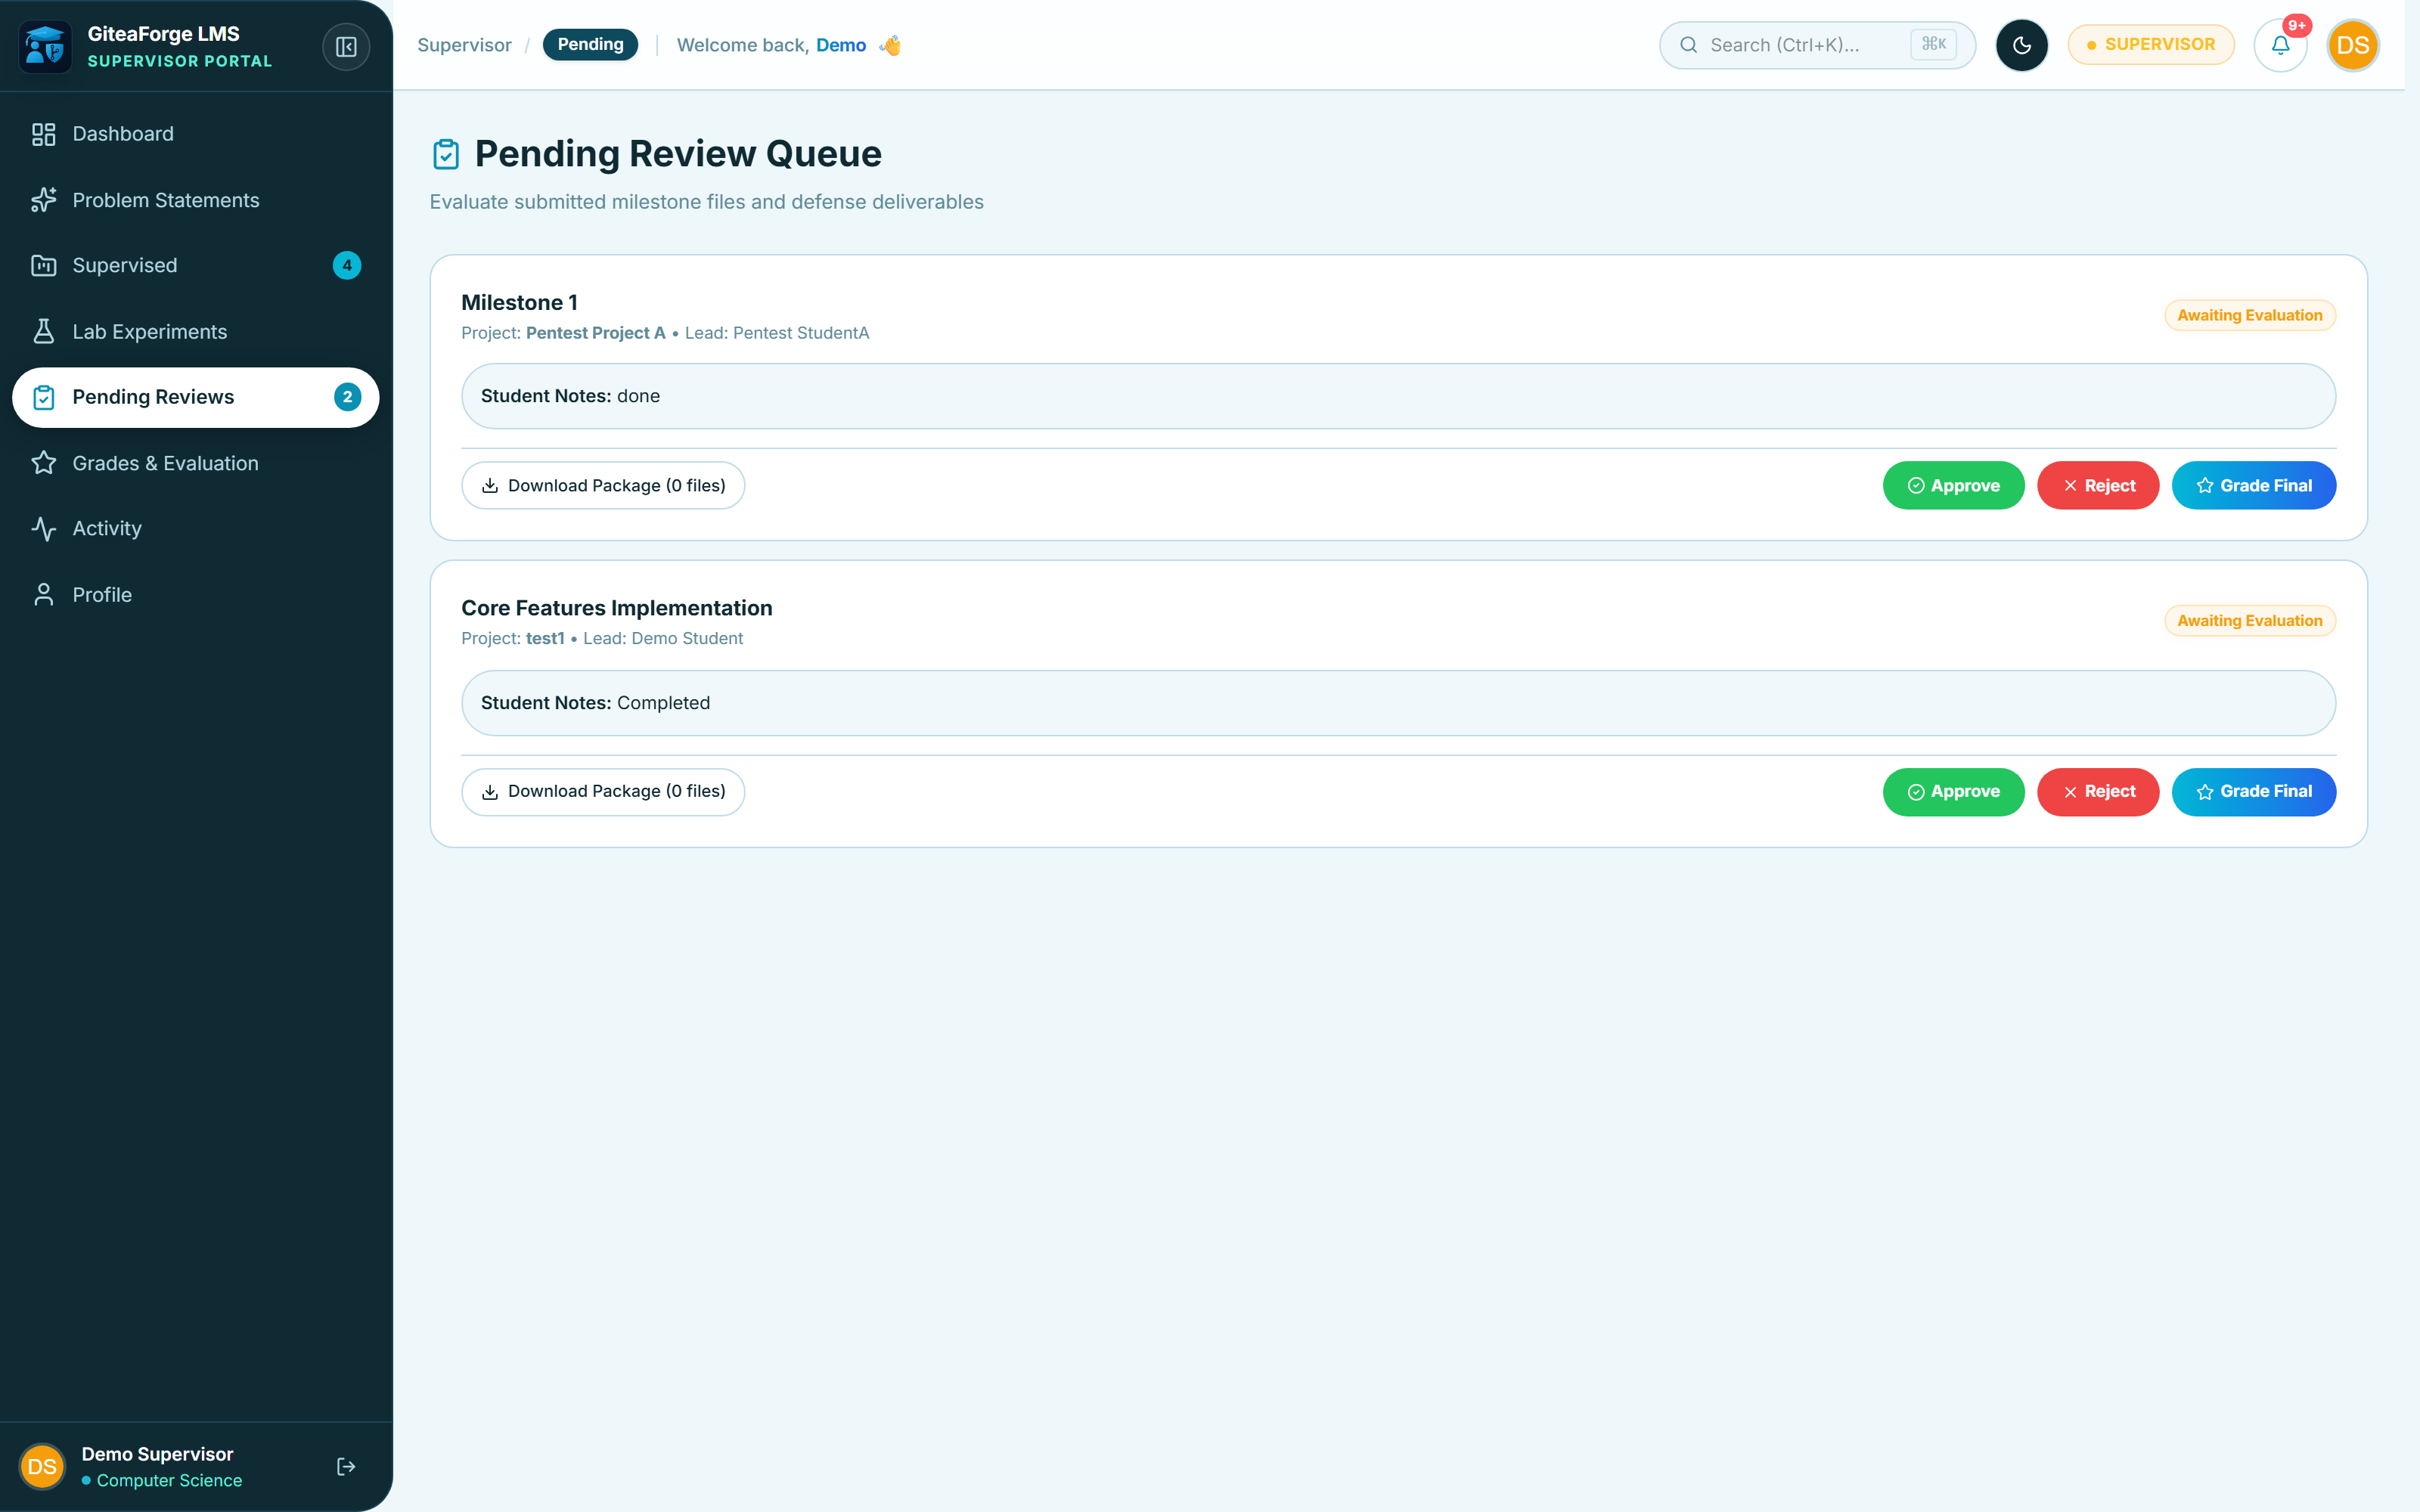 GiteaForge LMS
SUPERVISOR PORTAL
Dashboard
Problem Statements
Supervised 4
Lab Experiments
Pending Reviews 2
Grades & Evaluation
Activity
Profile
DS
Demo Supervisor
Computer Science
Supervisor / Pending | Welcome back, Demo 👋
Search (Ctrl+K)... ⌘K
SUPERVISOR
9+
DS
Pending Review Queue
Evaluate submitted milestone files and defense deliverables
Milestone 1
Project: Pentest Project A • Lead: Pentest StudentA
Awaiting Evaluation
Student Notes: done
Download Package (0 files)
Approve
Reject
Grade Final
Core Features Implementation
Project: test1 • Lead: Demo Student
Awaiting Evaluation
Student Notes: Completed
Download Package (0 files)
Approve
Reject
Grade Final